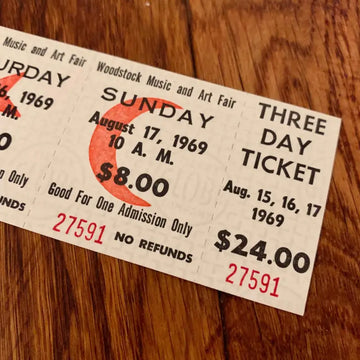 Music and Art Fair
URDAY
6, 1969
M.
0
ssion Only
Woodstock Music and Art Fair
SUNDAY
August 17, 1969
10 A. M.
$8.00
Good For One Admission Only
27591 NO REFUNDS
THREE
DAY
TICKET
Aug. 15, 16, 17
1969
$24.00
27591